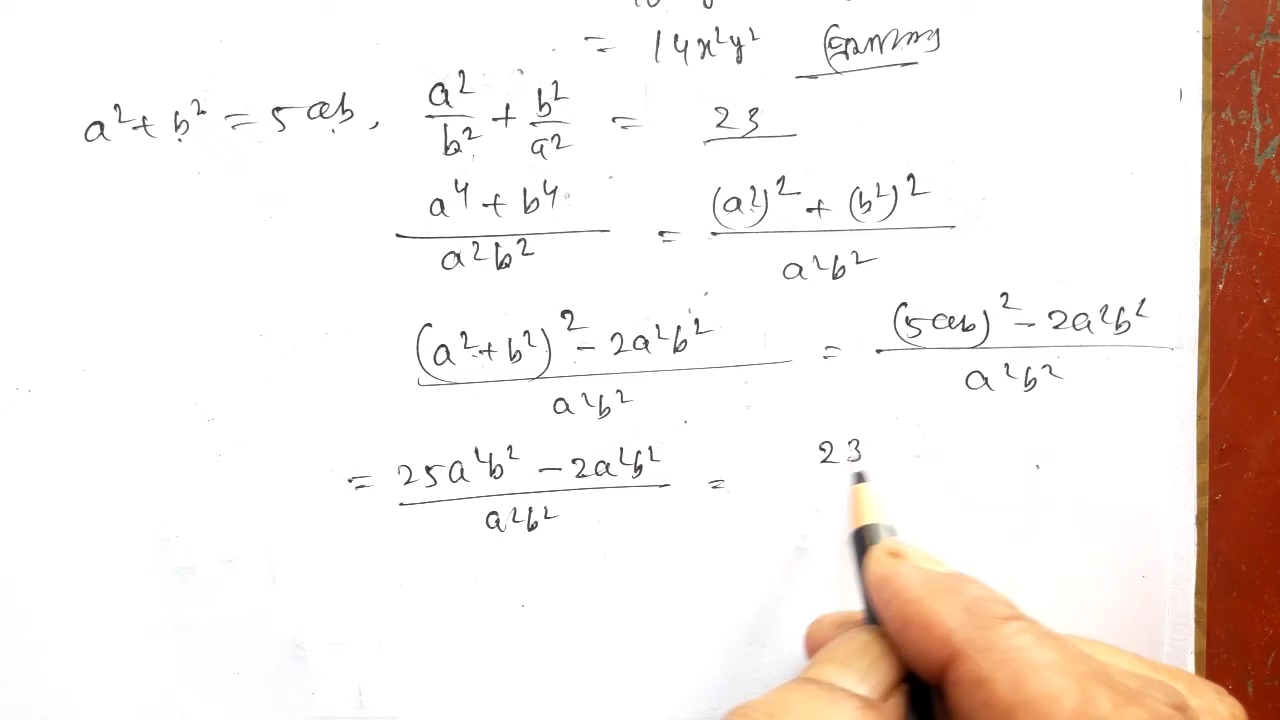 = 14x²y² (প্রমাণিত)
a² + b² = 5ab, a²/b² + b²/a² = 23
(a⁴ + b⁴)/(a²b²) = ((a²)² + (b²)²)/(a²b²)
((a² + b²)² - 2a²b²)/(a²b²) = ((5ab)² - 2a²b²)/(a²b²)
= (25a²b² - 2a²b²)/(a²b²) = 23